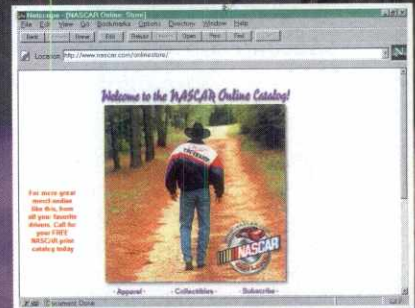 Netscape - [NASCAR Online: Store]
File Edit View Go Bookmarks Options Directory Window Help
Back Home Edit Reload Open Print Find
Location: http://www.nascar.com/onlinestore/
Welcome to the NASCAR Online Catalog!
For more great
merchandise
like this, from
all your favorite
drivers. Call for
your FREE
NASCAR print
catalog today
NASCAR
- Apparel -
- Collectibles -
- Subscribe -
Document Done